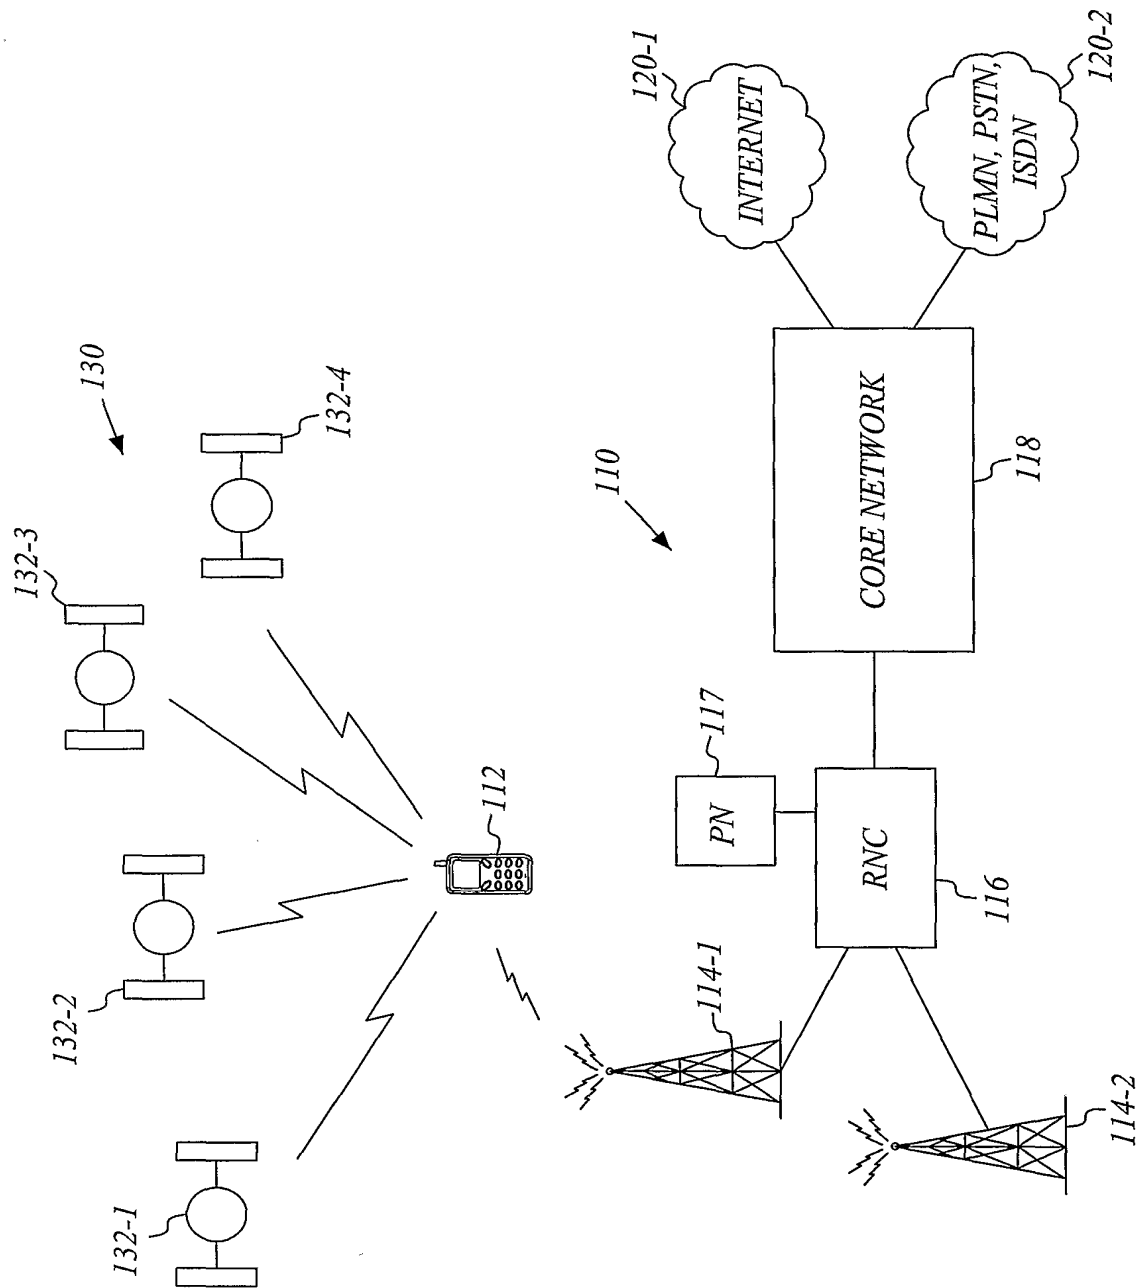 132-1
132-2
132-3
132-4
130
112
110
114-1
114-2
PN
117
RNC
116
CORE NETWORK
118
INTERNET
120-1
PLMN, PSTN,
ISDN
120-2